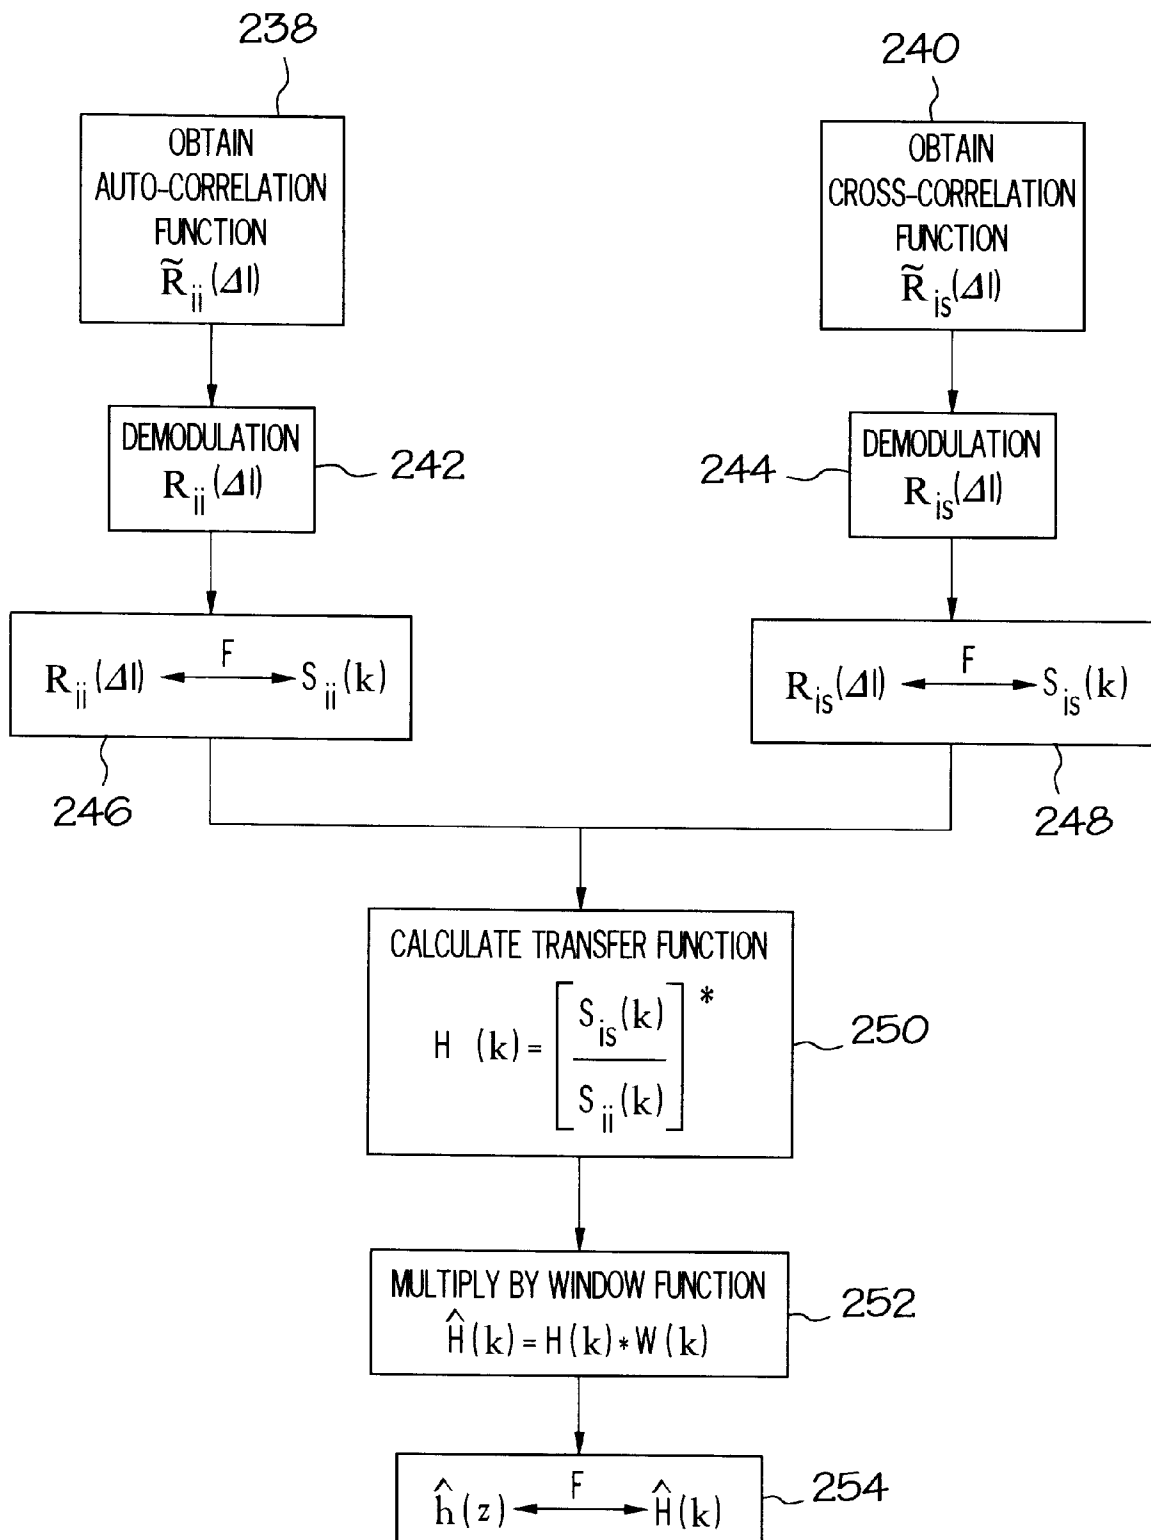 238
OBTAIN
AUTO-CORRELATION
FUNCTION
R̃ii(Δl)
240
OBTAIN
CROSS-CORRELATION
FUNCTION
R̃is(Δl)
DEMODULATION
Rii(Δl)
242
244
DEMODULATION
Ris(Δl)
Rii(Δl) ⟷ F Sii(k)
246
Ris(Δl) ⟷ F Sis(k)
248
CALCULATE TRANSFER FUNCTION
H (k) = [Sis(k) / Sii(k)]*
250
MULTIPLY BY WINDOW FUNCTION
Ĥ(k) = H(k)*W(k)
252
ĥ(z) ⟷ F Ĥ(k)
254